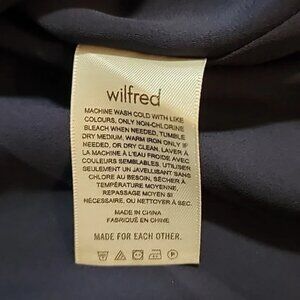 wilfred
MACHINE WASH COLD WITH LIKE
COLOURS, ONLY NON-CHLORINE
BLEACH WHEN NEEDED, TUMBLE
DRY MEDIUM, WARM IRON ONLY IF
NEEDED, OR DRY CLEAN. LAVER À
LA MACHINE À L'EAU FROIDE AVEC
COULEURS SEMBLABLES, UTILISER
SEULEMENT UN JAVELLISANT SANS
CHLORE AU BESOIN, SÉCHER À
TEMPÉRATURE MOYENNE,
REPASSAGE MOYEN SI
NÉCESSAIRE, OU NETTOYER À SEC.
MADE IN CHINA
FABRIQUÉ EN CHINE
MADE FOR EACH OTHER.
P